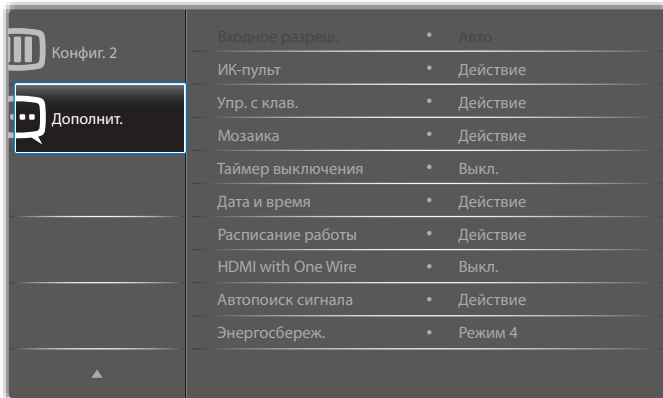 Конфиг. 2
Дополнит.
Входное разреш. • Авто
ИК-пульт • Действие
Упр. с клав. • Действие
Мозаика • Действие
Таймер выключения • Выкл.
Дата и время • Действие
Расписание работы • Действие
HDMI with One Wire • Выкл.
Автопоиск сигнала • Действие
Энергосбереж. • Режим 4